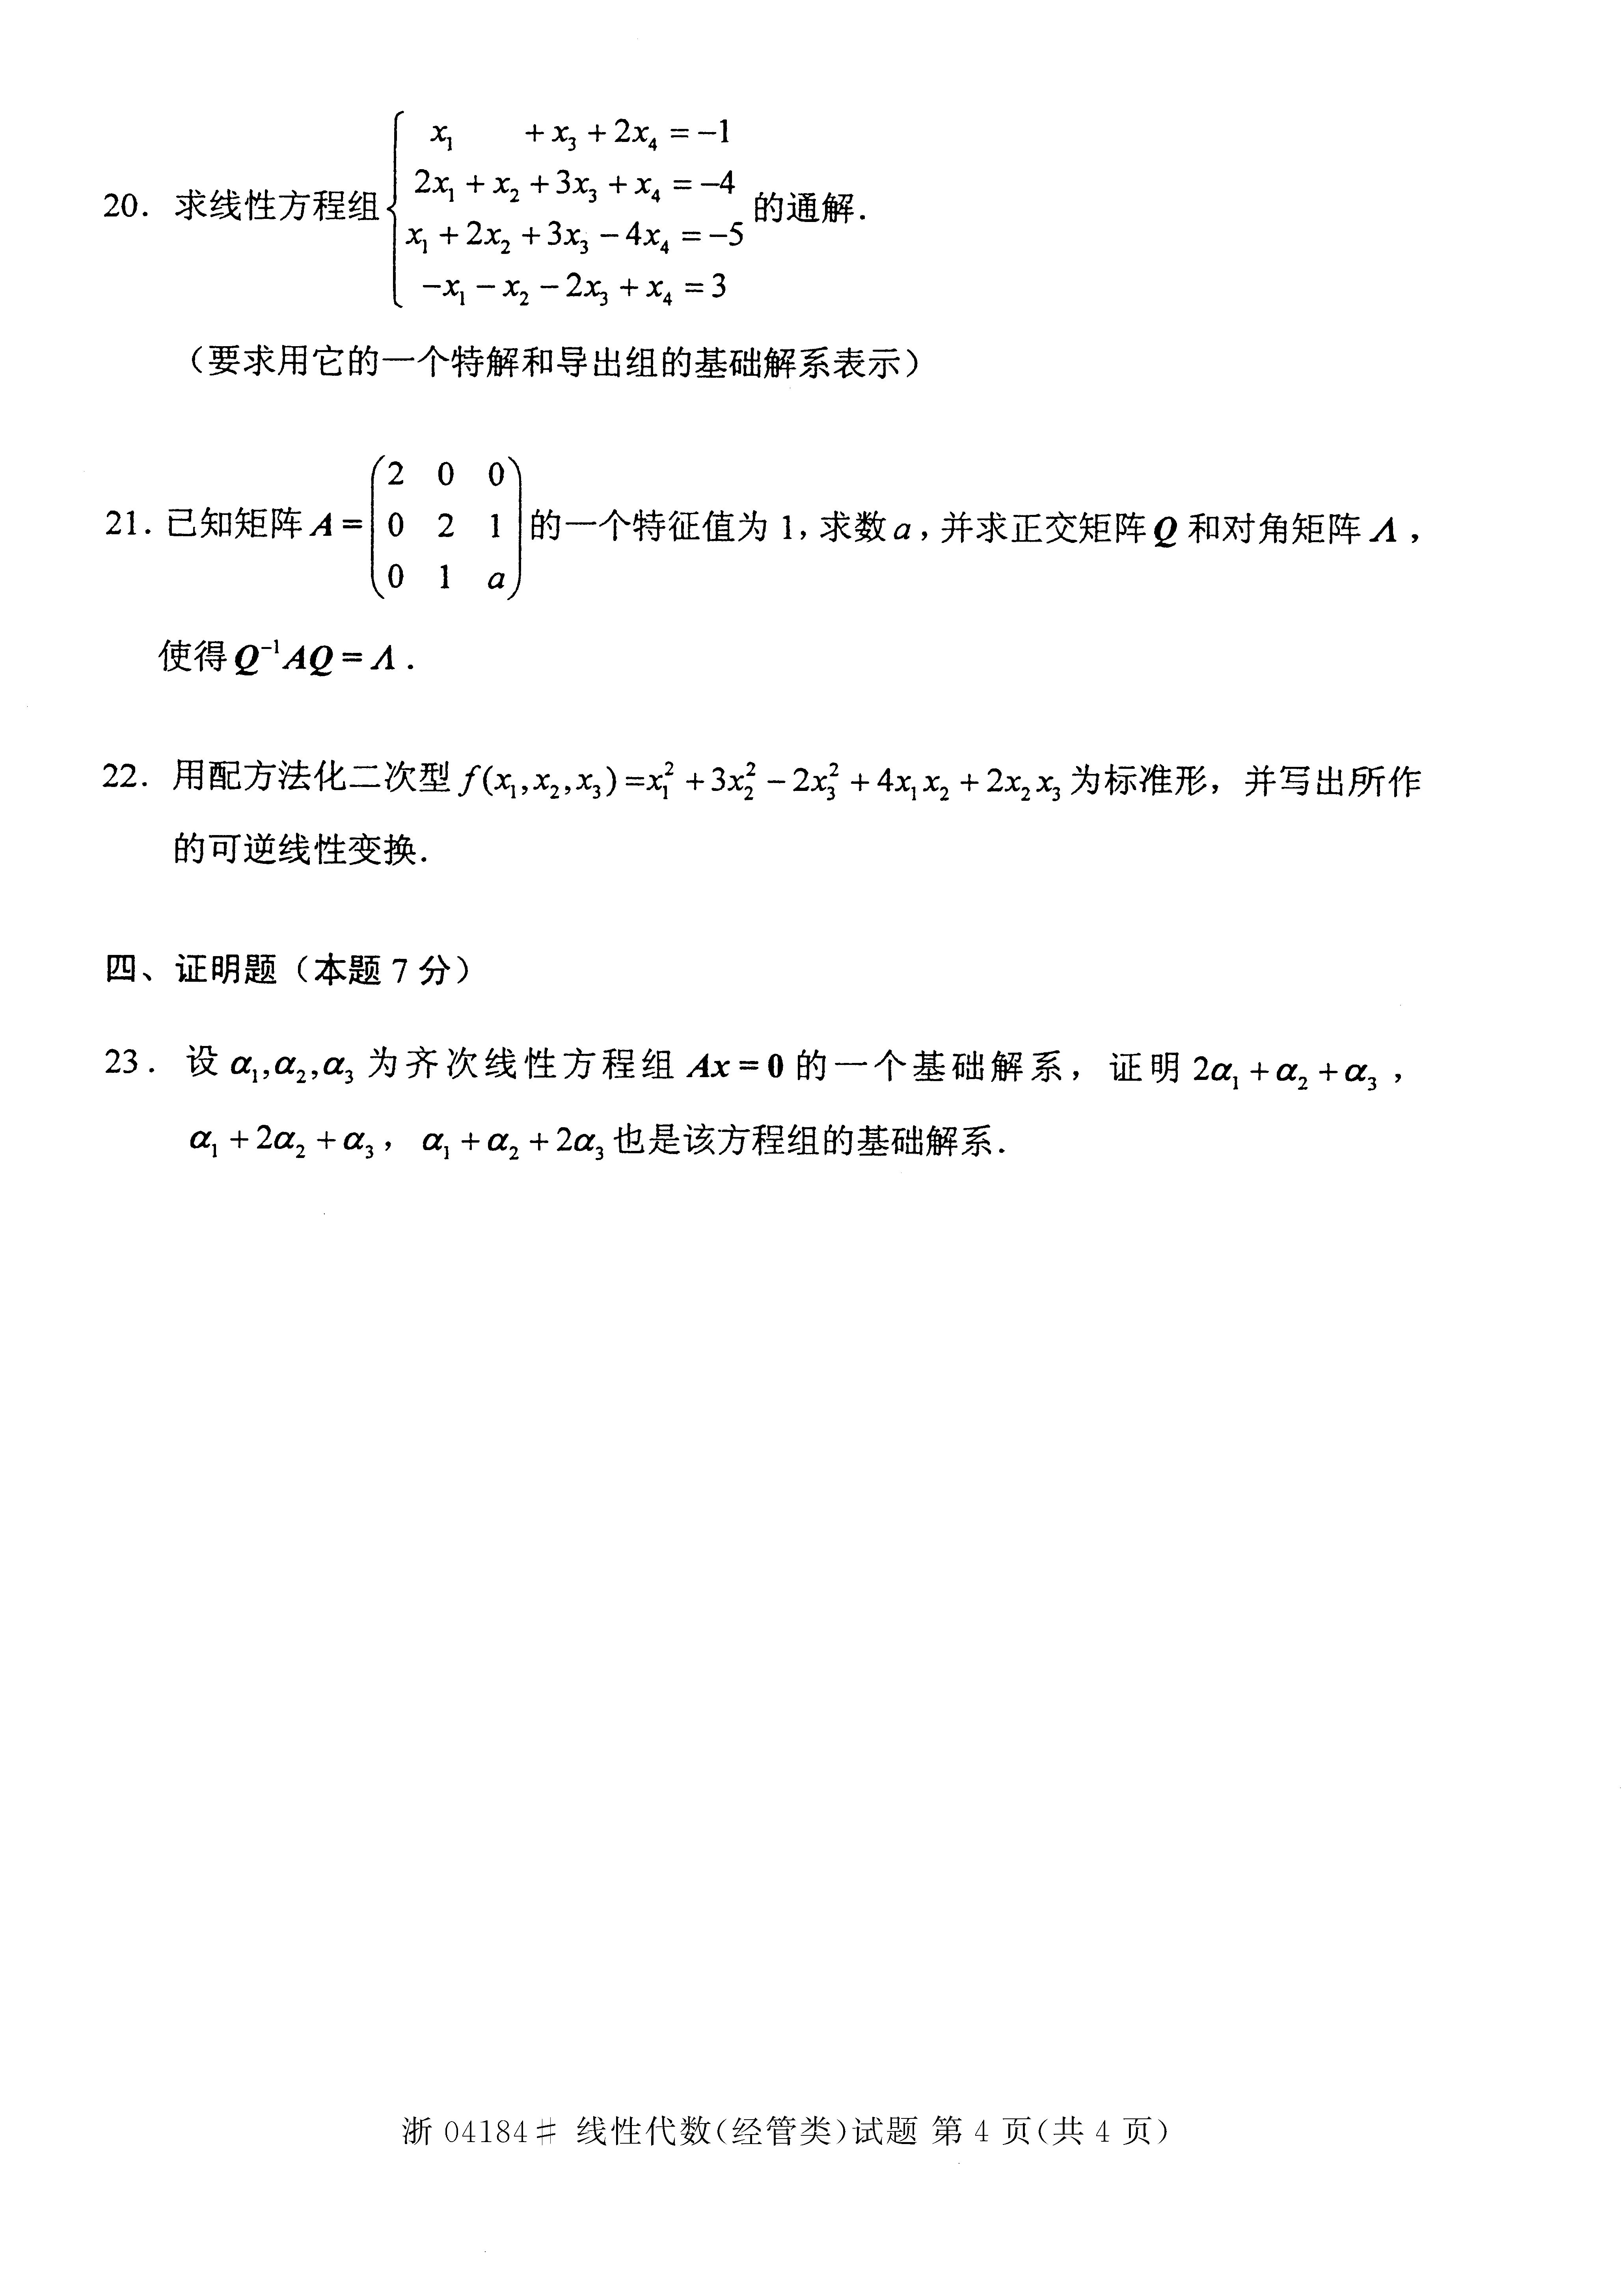 20. 求线性方程组 { x₁ + x₃ + 2x₄ = −1
2x₁ + x₂ + 3x₃ + x₄ = −4
x₁ + 2x₂ + 3x₃ − 4x₄ = −5
−x₁ − x₂ − 2x₃ + x₄ = 3 的通解.
（要求用它的一个特解和导出组的基础解系表示）
21. 已知矩阵 A = (2 0 0
0 2 1
0 1 a) 的一个特征值为 1, 求数 a, 并求正交矩阵 Q 和对角矩阵 Λ，
使得 Q⁻¹AQ = Λ.
22. 用配方法化二次型 f(x₁,x₂,x₃) =x₁² + 3x₂² − 2x₃² + 4x₁x₂ + 2x₂x₃ 为标准形，并写出所作
的可逆线性变换.
四、证明题（本题 7 分）
23. 设 α₁,α₂,α₃ 为齐次线性方程组 Ax = 0 的一个基础解系，证明 2α₁ + α₂ + α₃，
α₁ + 2α₂ + α₃， α₁ + α₂ + 2α₃ 也是该方程组的基础解系.
浙 04184# 线性代数(经管类)试题 第 4 页(共 4 页)